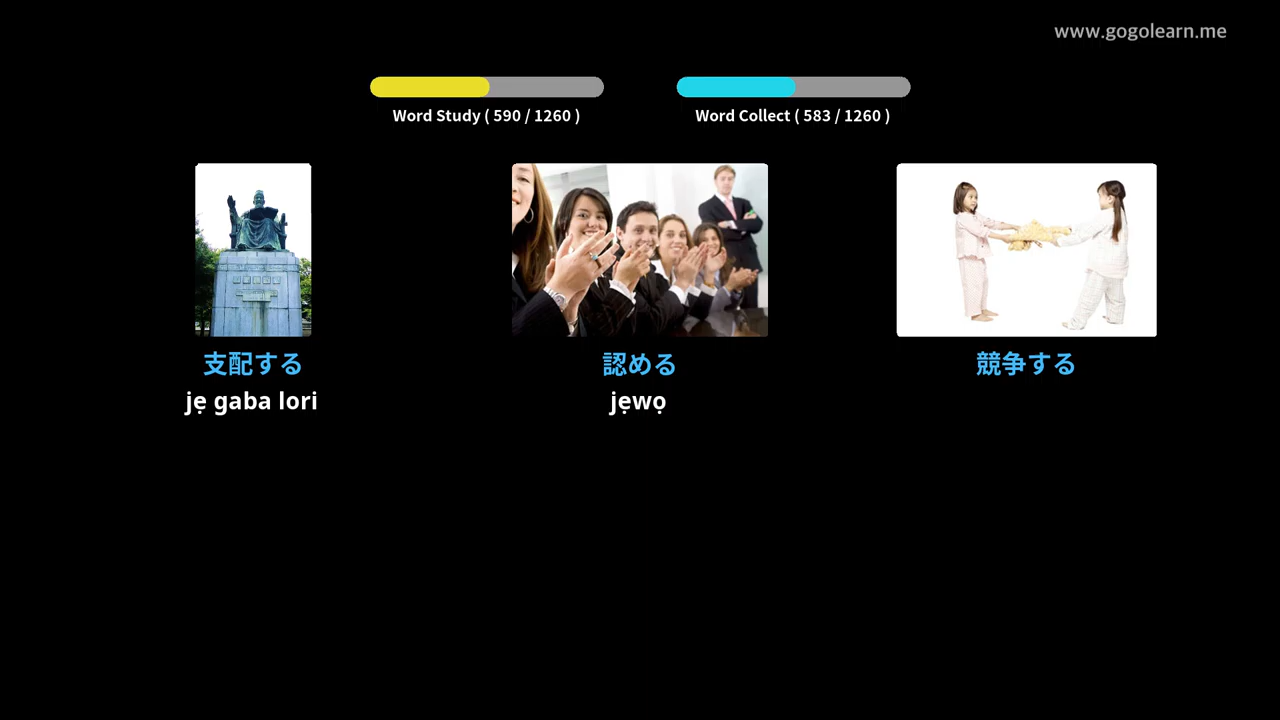 www.gogolearn.me
Word Study ( 590 / 1260 )
Word Collect ( 583 / 1260 )
支配する
jẹ gaba lori
認める
jẹwọ
競争する